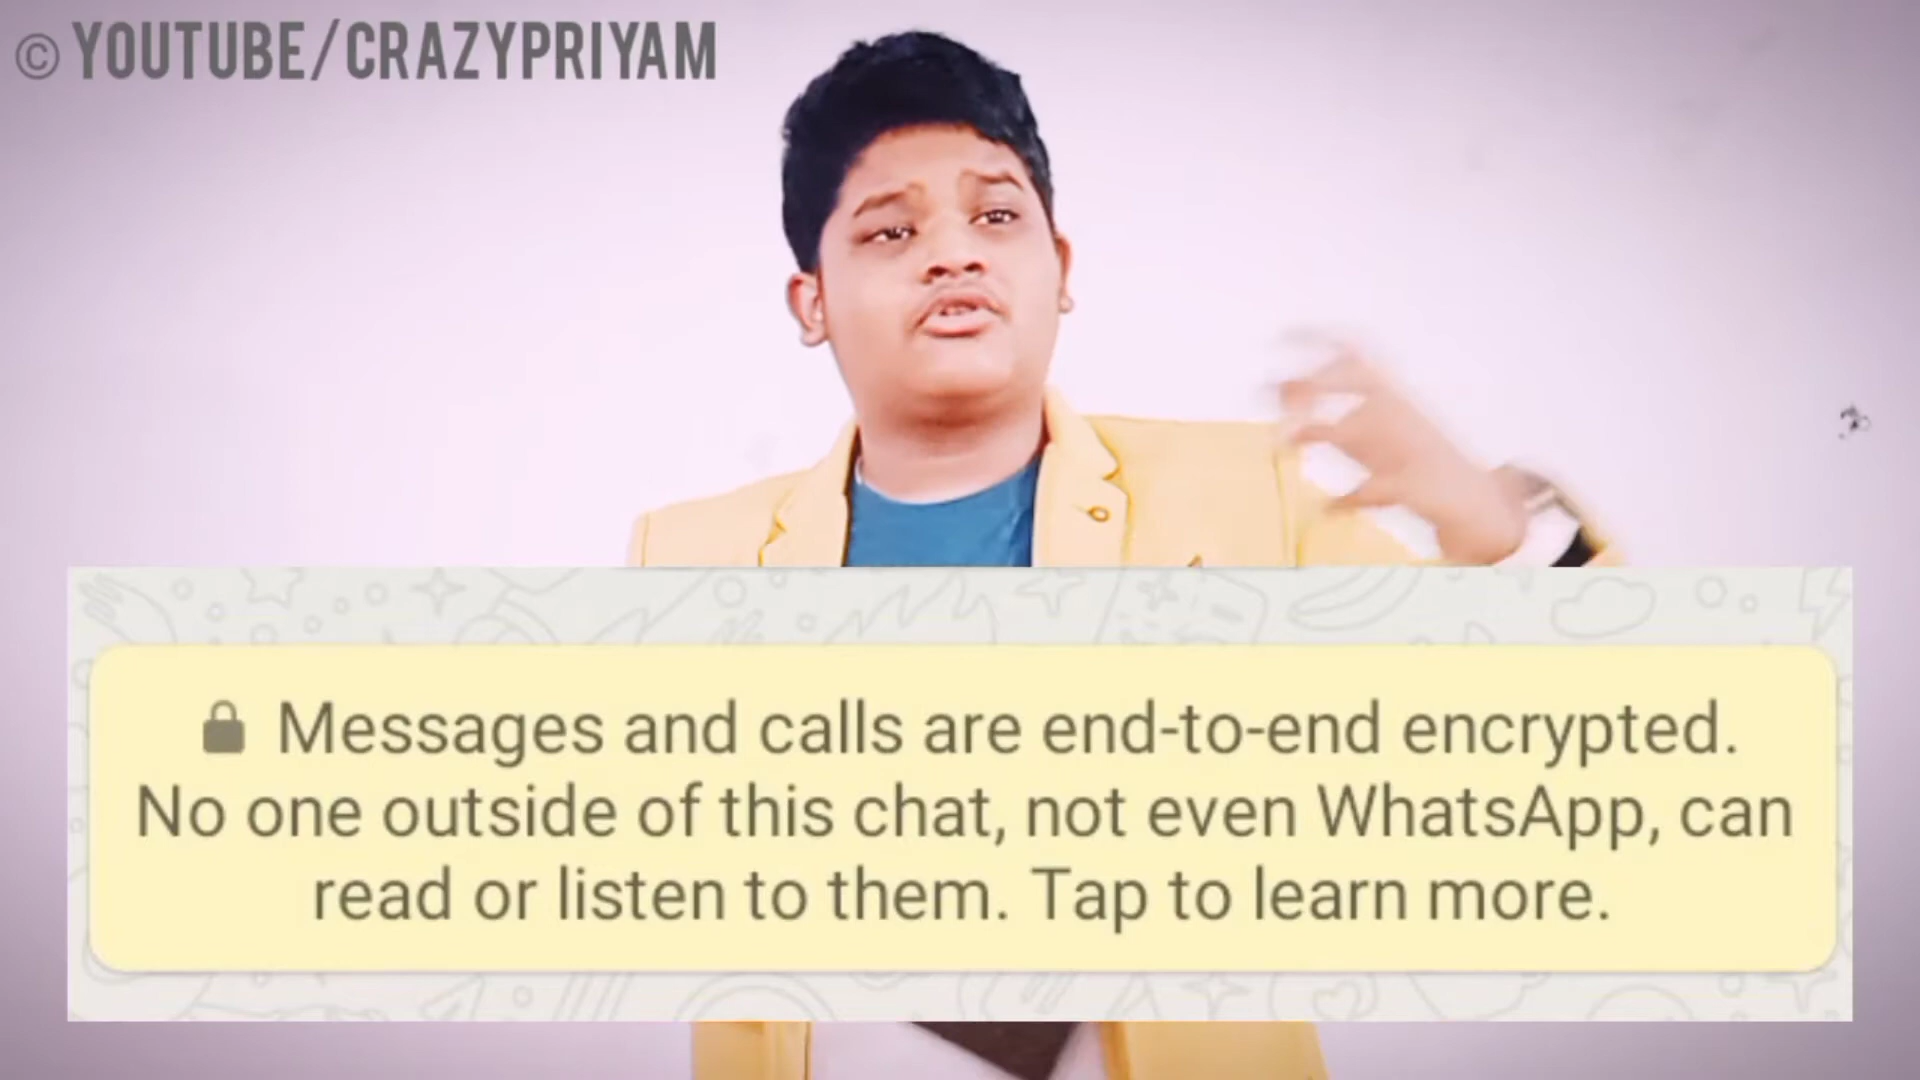 © YOUTUBE/CRAZYPRIYAM
Messages and calls are end-to-end encrypted.
No one outside of this chat, not even WhatsApp, can
read or listen to them. Tap to learn more.